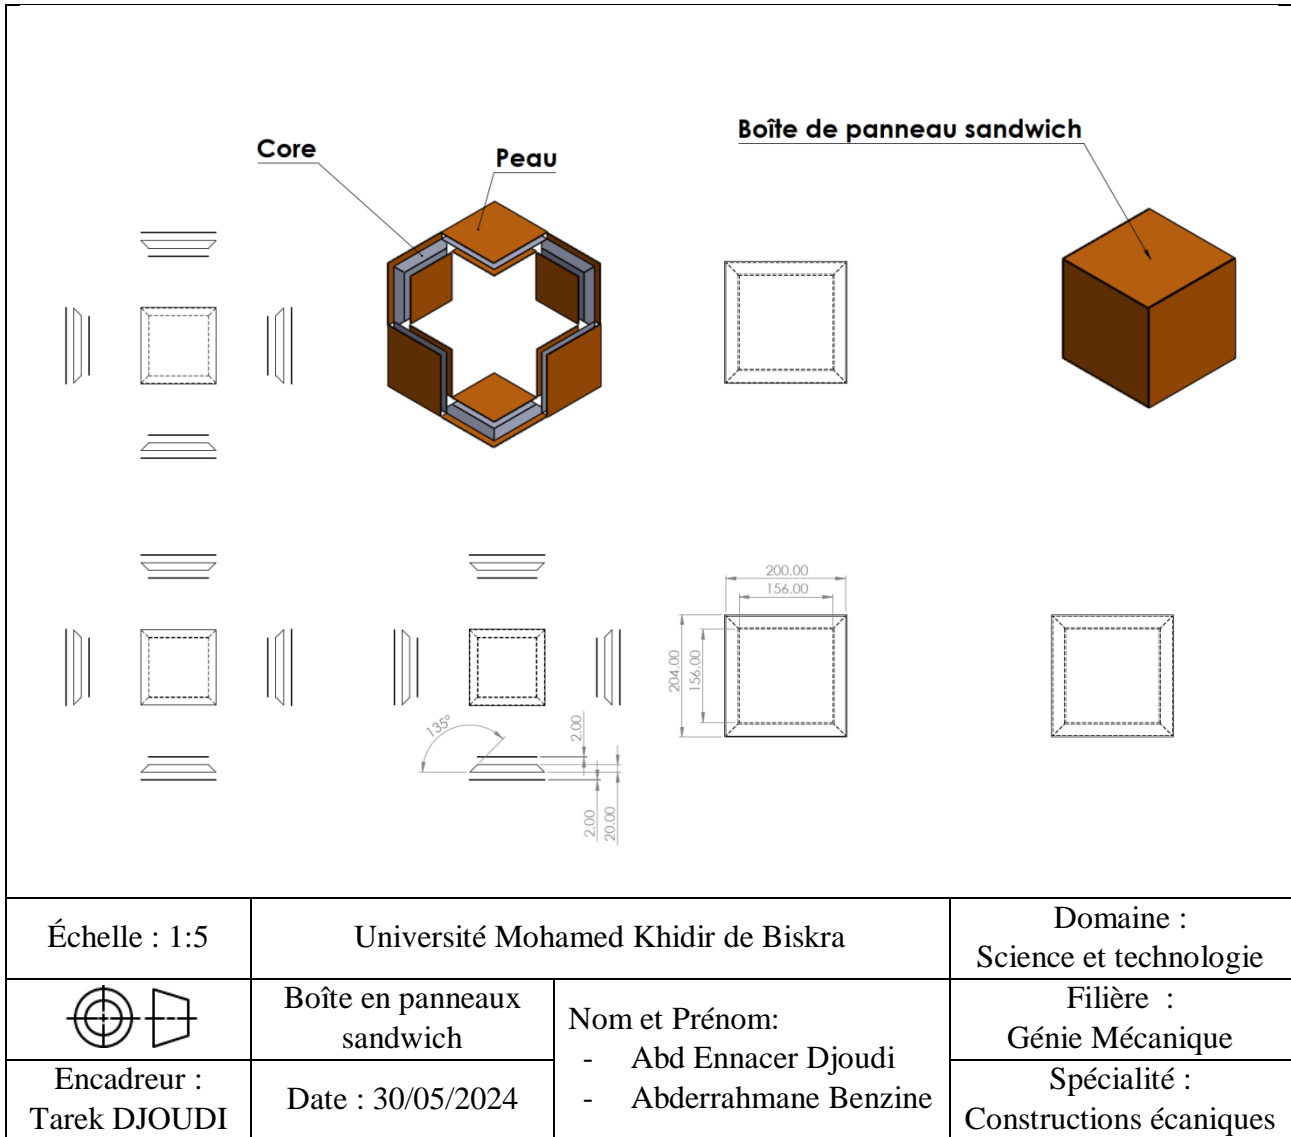 Core
Peau
Boîte de panneau sandwich
200.00
156.00
204.00
156.00
135°
2.00
2.00
20.00
Échelle : 1:5
Université Mohamed Khidir de Biskra
Domaine :
Science et technologie
Boîte en panneaux
sandwich
Nom et Prénom:
- Abd Ennacer Djoudi
- Abderrahmane Benzine
Filière :
Génie Mécanique
Encadreur :
Tarek DJOUDI
Date : 30/05/2024
Spécialité :
Constructions écaniques